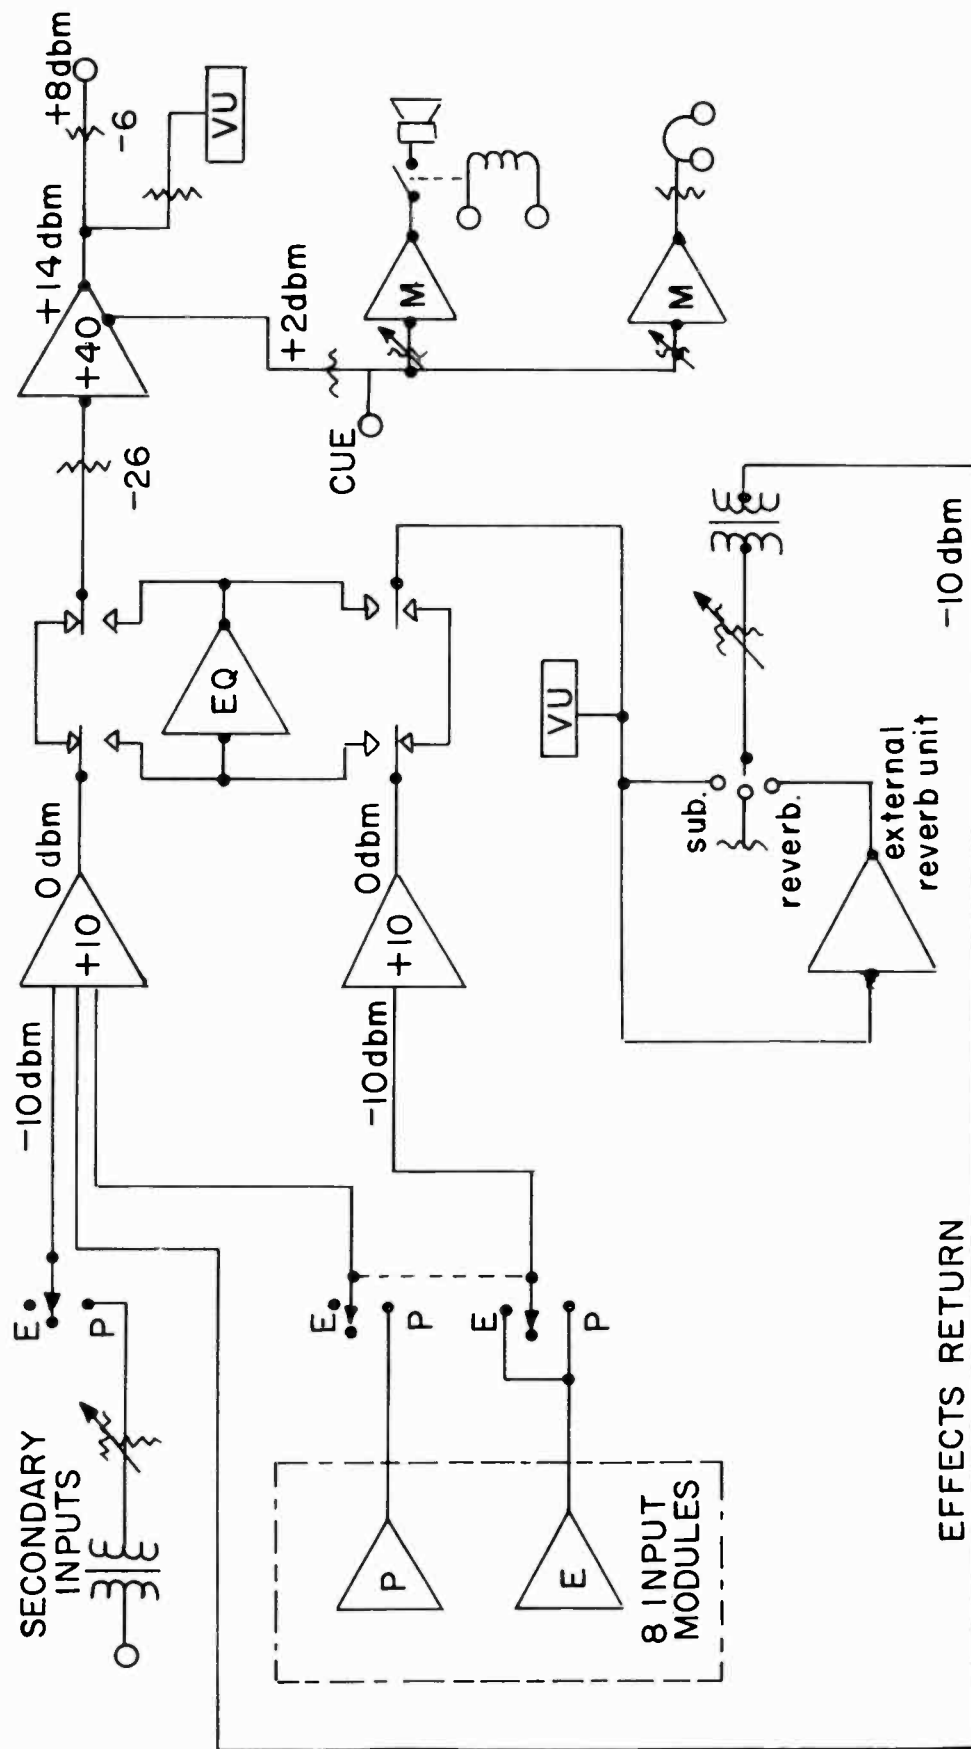 SECONDARY
INPUTS
E
P
-10dbm
+10
0dbm
-26
+40
+14dbm
+8dbm
-6
VU
+2dbm
CUE
M
M
EQ
8 INPUT
MODULES
P
E
E
P
E
P
-10dbm
+10
0dbm
VU
sub.
reverb.
external
reverb unit
-10dbm
EFFECTS RETURN